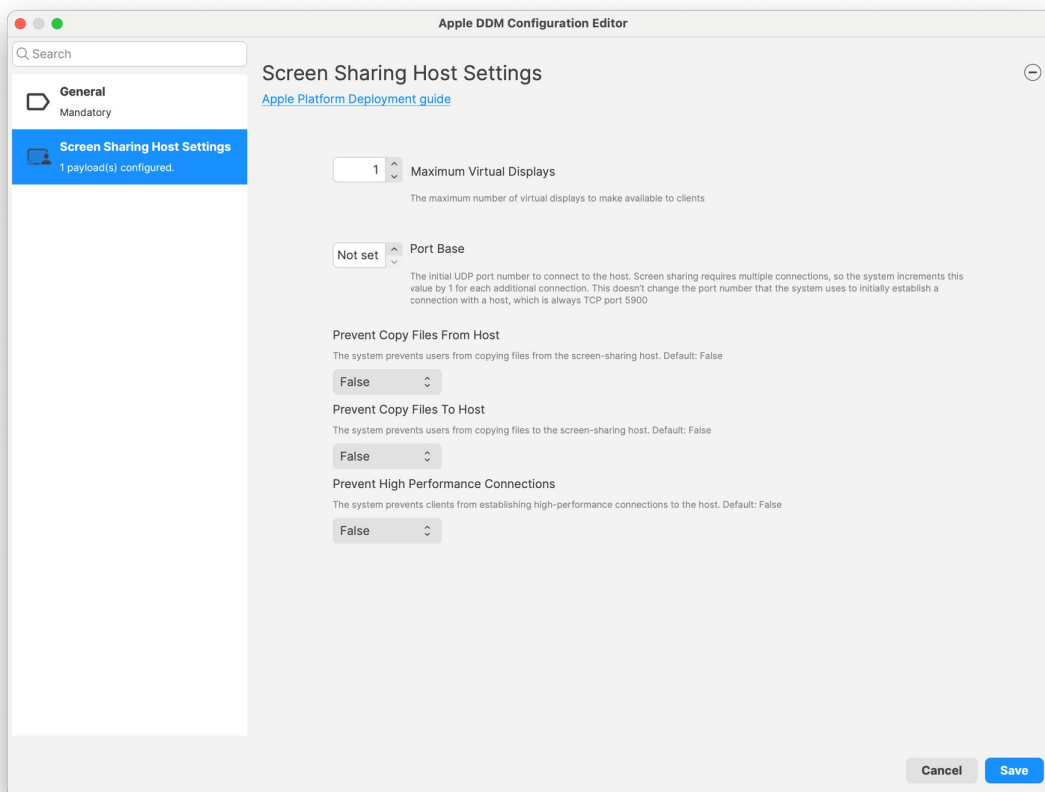 Apple DDM Configuration Editor
Search
General
Mandatory
Screen Sharing Host Settings
1 payload(s) configured.
Screen Sharing Host Settings
Apple Platform Deployment guide
1
Maximum Virtual Displays
The maximum number of virtual displays to make available to clients
Not set
Port Base
The initial UDP port number to connect to the host. Screen sharing requires multiple connections, so the system increments this
value by 1 for each additional connection. This doesn't change the port number that the system uses to initially establish a
connection with a host, which is always TCP port 5900
Prevent Copy Files From Host
The system prevents users from copying files from the screen-sharing host. Default: False
False
Prevent Copy Files To Host
The system prevents users from copying files to the screen-sharing host. Default: False
False
Prevent High Performance Connections
The system prevents clients from establishing high-performance connections to the host. Default: False
False
Cancel
Save